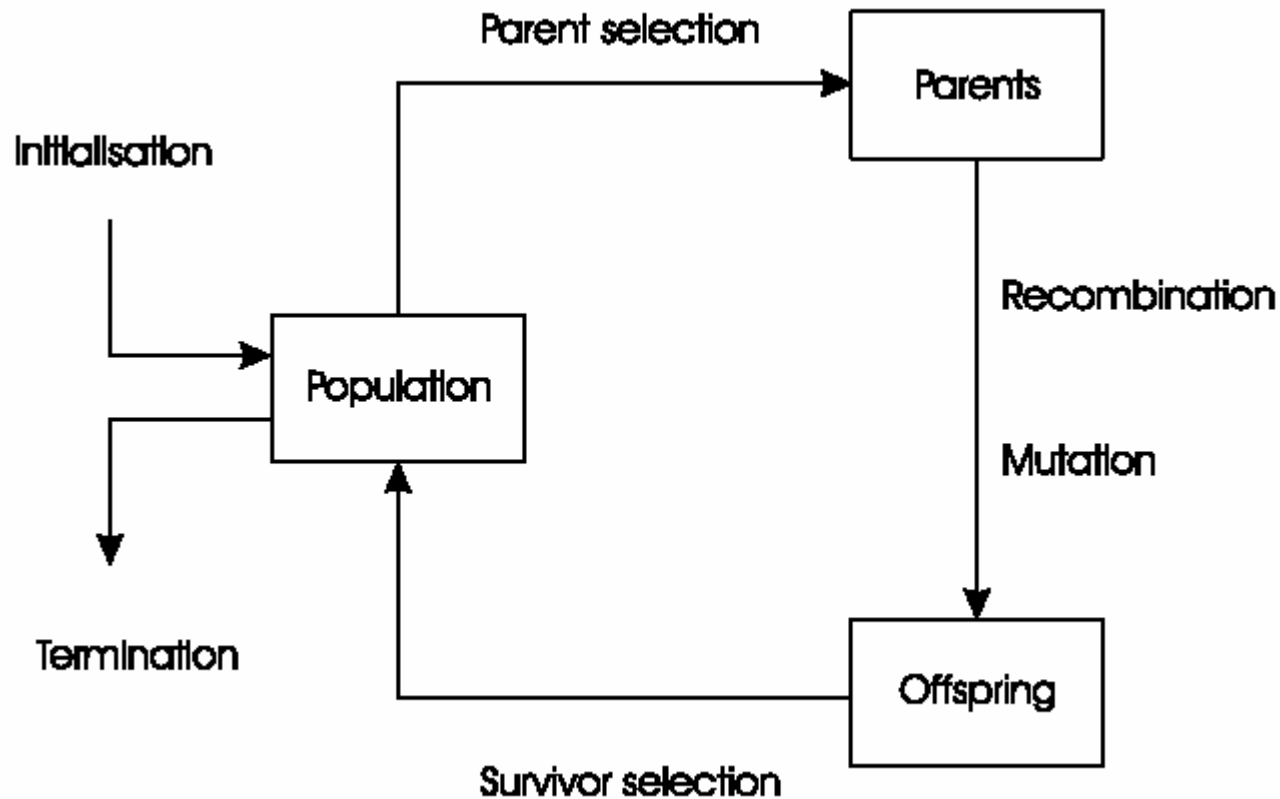 Parent selection
Parents
Initialisation
Recombination
Population
Mutation
Termination
Offspring
Survivor selection